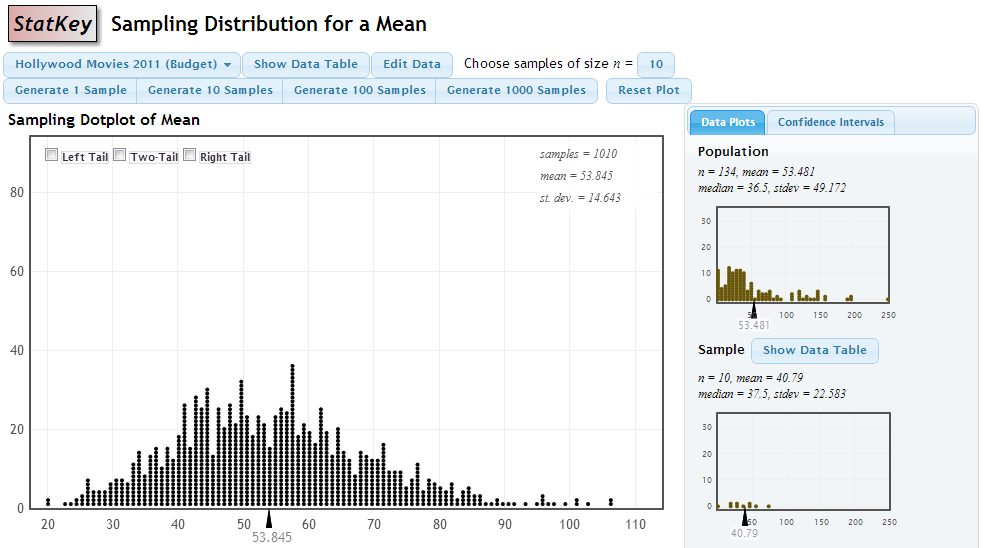 StatKey Sampling Distribution for a Mean
Hollywood Movies 2011 (Budget) Show Data Table Edit Data Choose samples of size n = 10
Generate 1 Sample Generate 10 Samples Generate 100 Samples Generate 1000 Samples Reset Plot
Sampling Dotplot of Mean
Left Tail Two-Tail Right Tail
samples = 1010
mean = 53.845
st. dev. = 14.643
80
60
40
20
0
20 30 40 50 60 70 80 90 100 110
53.845
Data Plots Confidence Intervals
Population
n = 134, mean = 53.481
median = 36.5, stdev = 49.172
30
20
10
0
50 100 150 200 250
53.481
Sample Show Data Table
n = 10, mean = 40.79
median = 37.5, stdev = 22.583
30
20
10
0
50 100 150 200 250
40.79